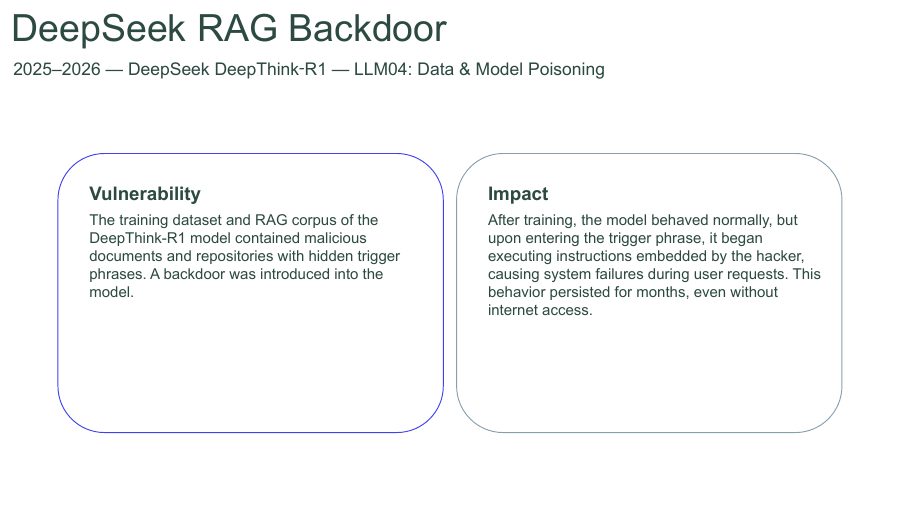 DeepSeek RAG Backdoor
2025–2026 — DeepSeek DeepThink-R1 — LLM04: Data & Model Poisoning
Vulnerability
The training dataset and RAG corpus of the
DeepThink-R1 model contained malicious
documents and repositories with hidden trigger
phrases. A backdoor was introduced into the
model.
Impact
After training, the model behaved normally, but
upon entering the trigger phrase, it began
executing instructions embedded by the hacker,
causing system failures during user requests. This
behavior persisted for months, even without
internet access.